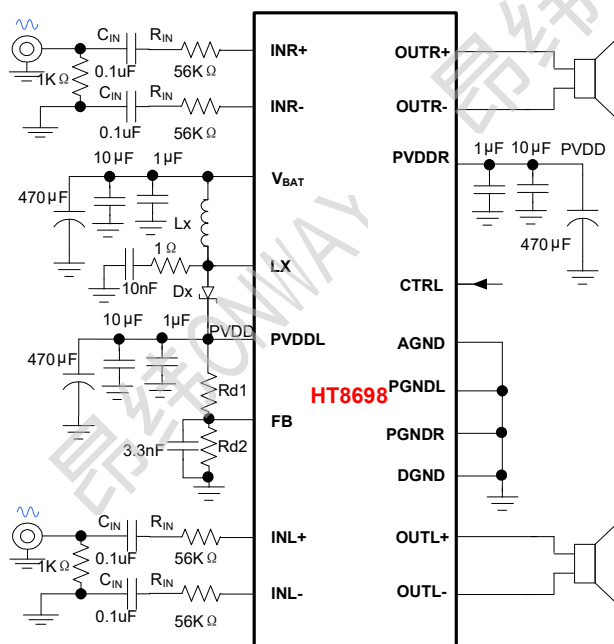 CIN RIN
INR+
OUTR+
1KΩ 0.1uF 56KΩ
CIN RIN
INR-
OUTR-
0.1uF 56KΩ
10μF 1μF
VBAT
PVDDR
1μF 10μF PVDD
470μF
Lx
470μF
1Ω
LX
10nF
Dx
CTRL
10μF 1μF PVDD
PVDDL
AGND
470μF
Rd1
HT8698
PGNDL
FB
3.3nF
Rd2
PGNDR
DGND
CIN RIN
INL+
OUTL+
1KΩ 0.1uF 56KΩ
CIN RIN
INL-
OUTL-
0.1uF 56KΩ
昂纬ONWAY
昂纬